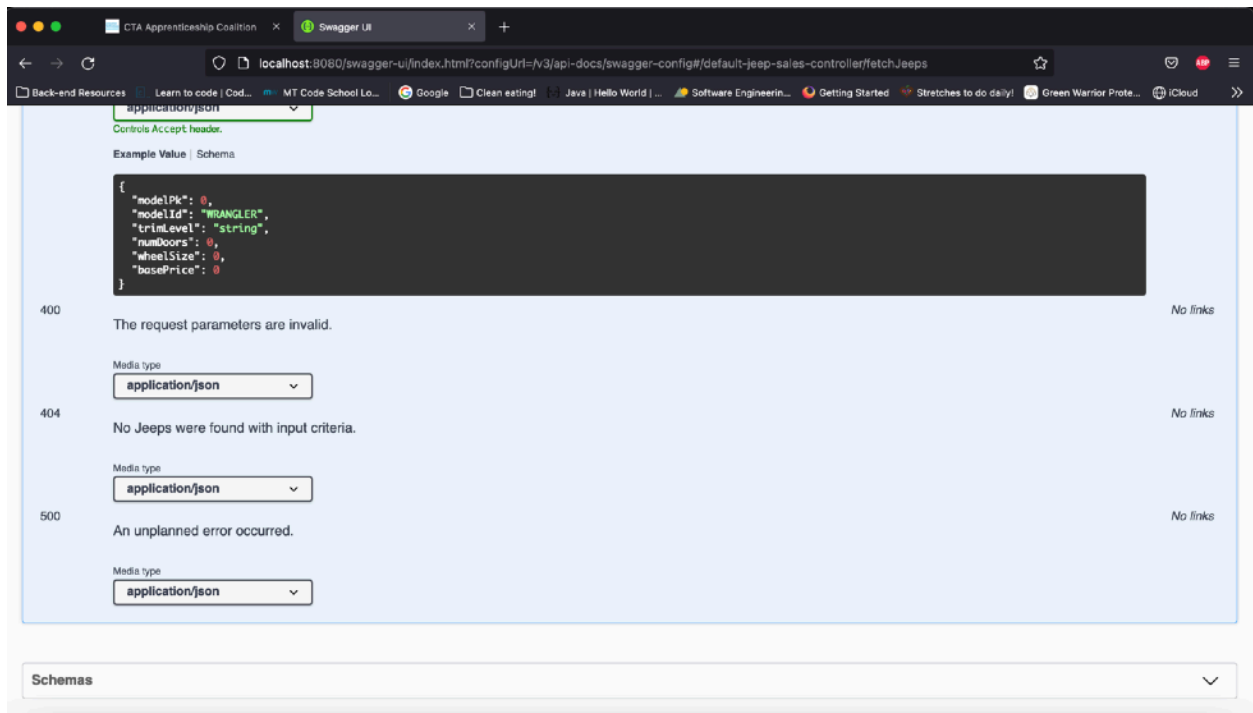 CTA Apprenticeship Coalition
Swagger UI
localhost:8080/swagger-ui/index.html?configUrl=/v3/api-docs/swagger-config#/default-jeep-sales-controller/fetchJeeps
Back-end Resources Learn to code | Cod... MT Code School Lo... Google Clean eating! Java | Hello World | ... Software Engineerin... Getting Started Stretches to do daily! Green Warrior Prote... iCloud
application/json
Controls Accept header.
Example Value | Schema
{
"modelPk": 0,
"modelId": "WRANGLER",
"trimLevel": "string",
"numDoors": 0,
"wheelSize": 0,
"basePrice": 0
}
400
No links
The request parameters are invalid.
Media type
application/json
404
No links
No Jeeps were found with input criteria.
Media type
application/json
500
No links
An unplanned error occurred.
Media type
application/json
Schemas